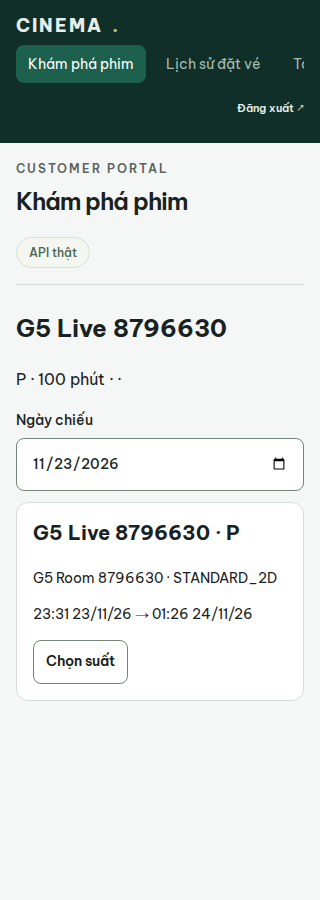 CINEMA .
Khám phá phim Lịch sử đặt vé
Đăng xuất ↗
CUSTOMER PORTAL
Khám phá phim
API thật
G5 Live 8796630
P · 100 phút · ·
Ngày chiếu
11/23/2026
G5 Live 8796630 · P
G5 Room 8796630 · STANDARD_2D
23:31 23/11/26 → 01:26 24/11/26
Chọn suất